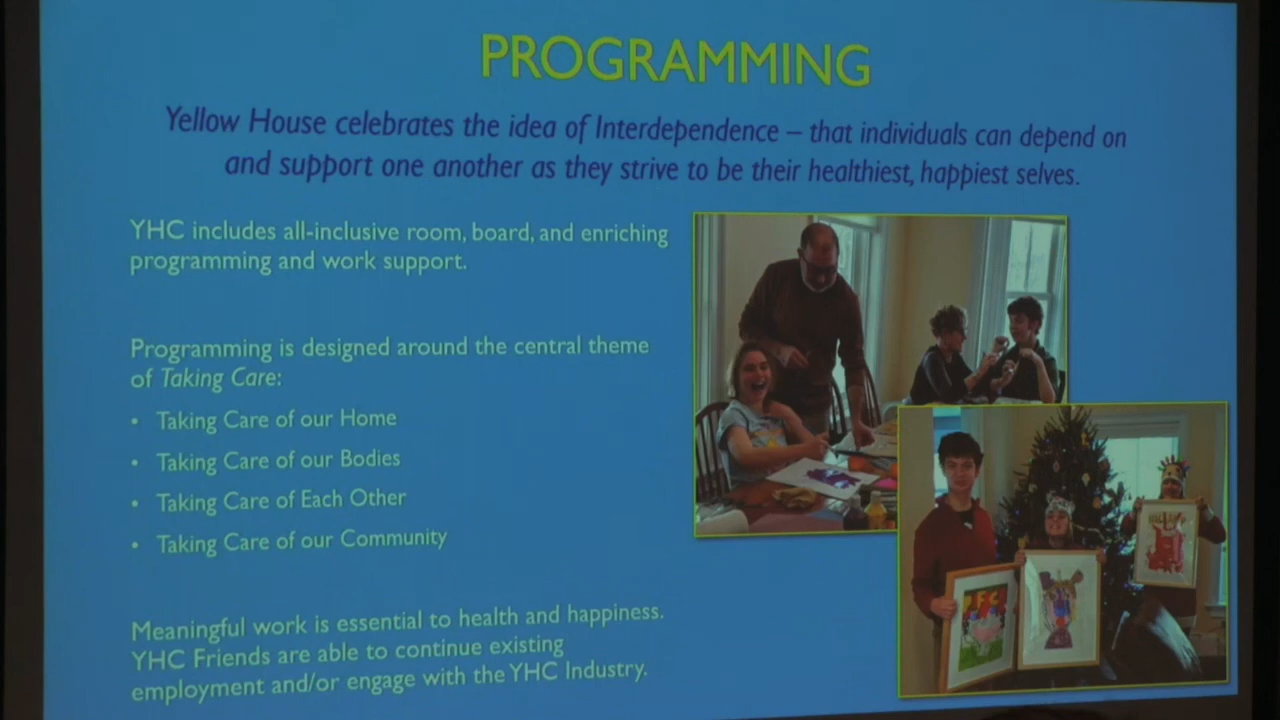 PROGRAMMING
Yellow House celebrates the idea of Interdependence – that individuals can depend on
and support one another as they strive to be their healthiest, happiest selves.
YHC includes all-inclusive room, board, and enriching
programming and work support.
Programming is designed around the central theme
of Taking Care:
• Taking Care of our Home
• Taking Care of our Bodies
• Taking Care of Each Other
• Taking Care of our Community
Meaningful work is essential to health and happiness.
YHC Friends are able to continue existing
employment and/or engage with the YHC Industry.